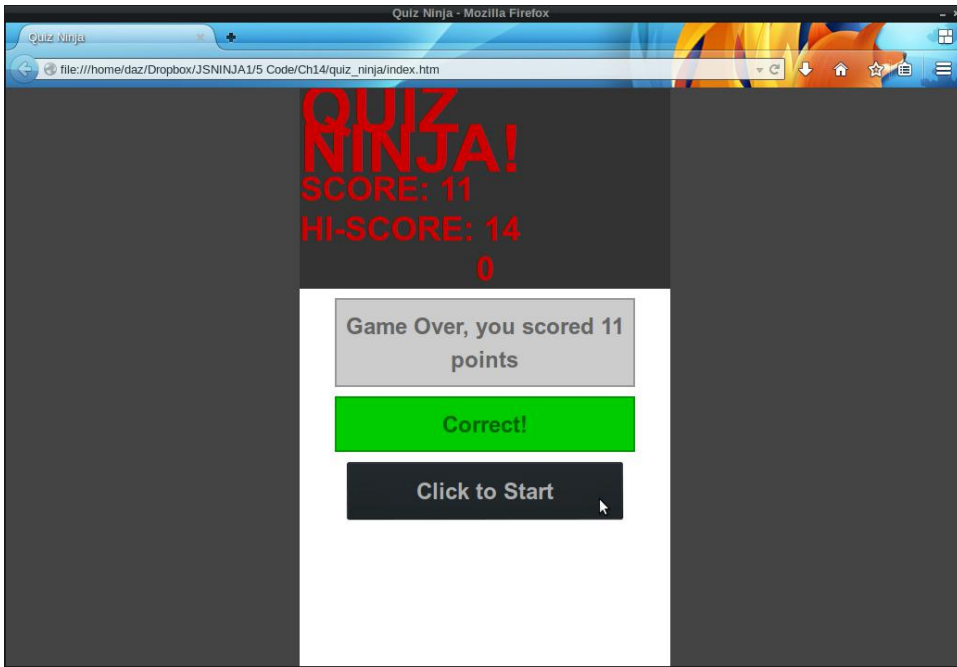 Quiz Ninja - Mozilla Firefox
Quiz Ninja
file:///home/daz/Dropbox/JSNINJA1/5 Code/Ch14/quiz_ninja/index.htm
QUIZ
NINJA!
SCORE: 11
HI-SCORE: 14
0
Game Over, you scored 11
points
Correct!
Click to Start